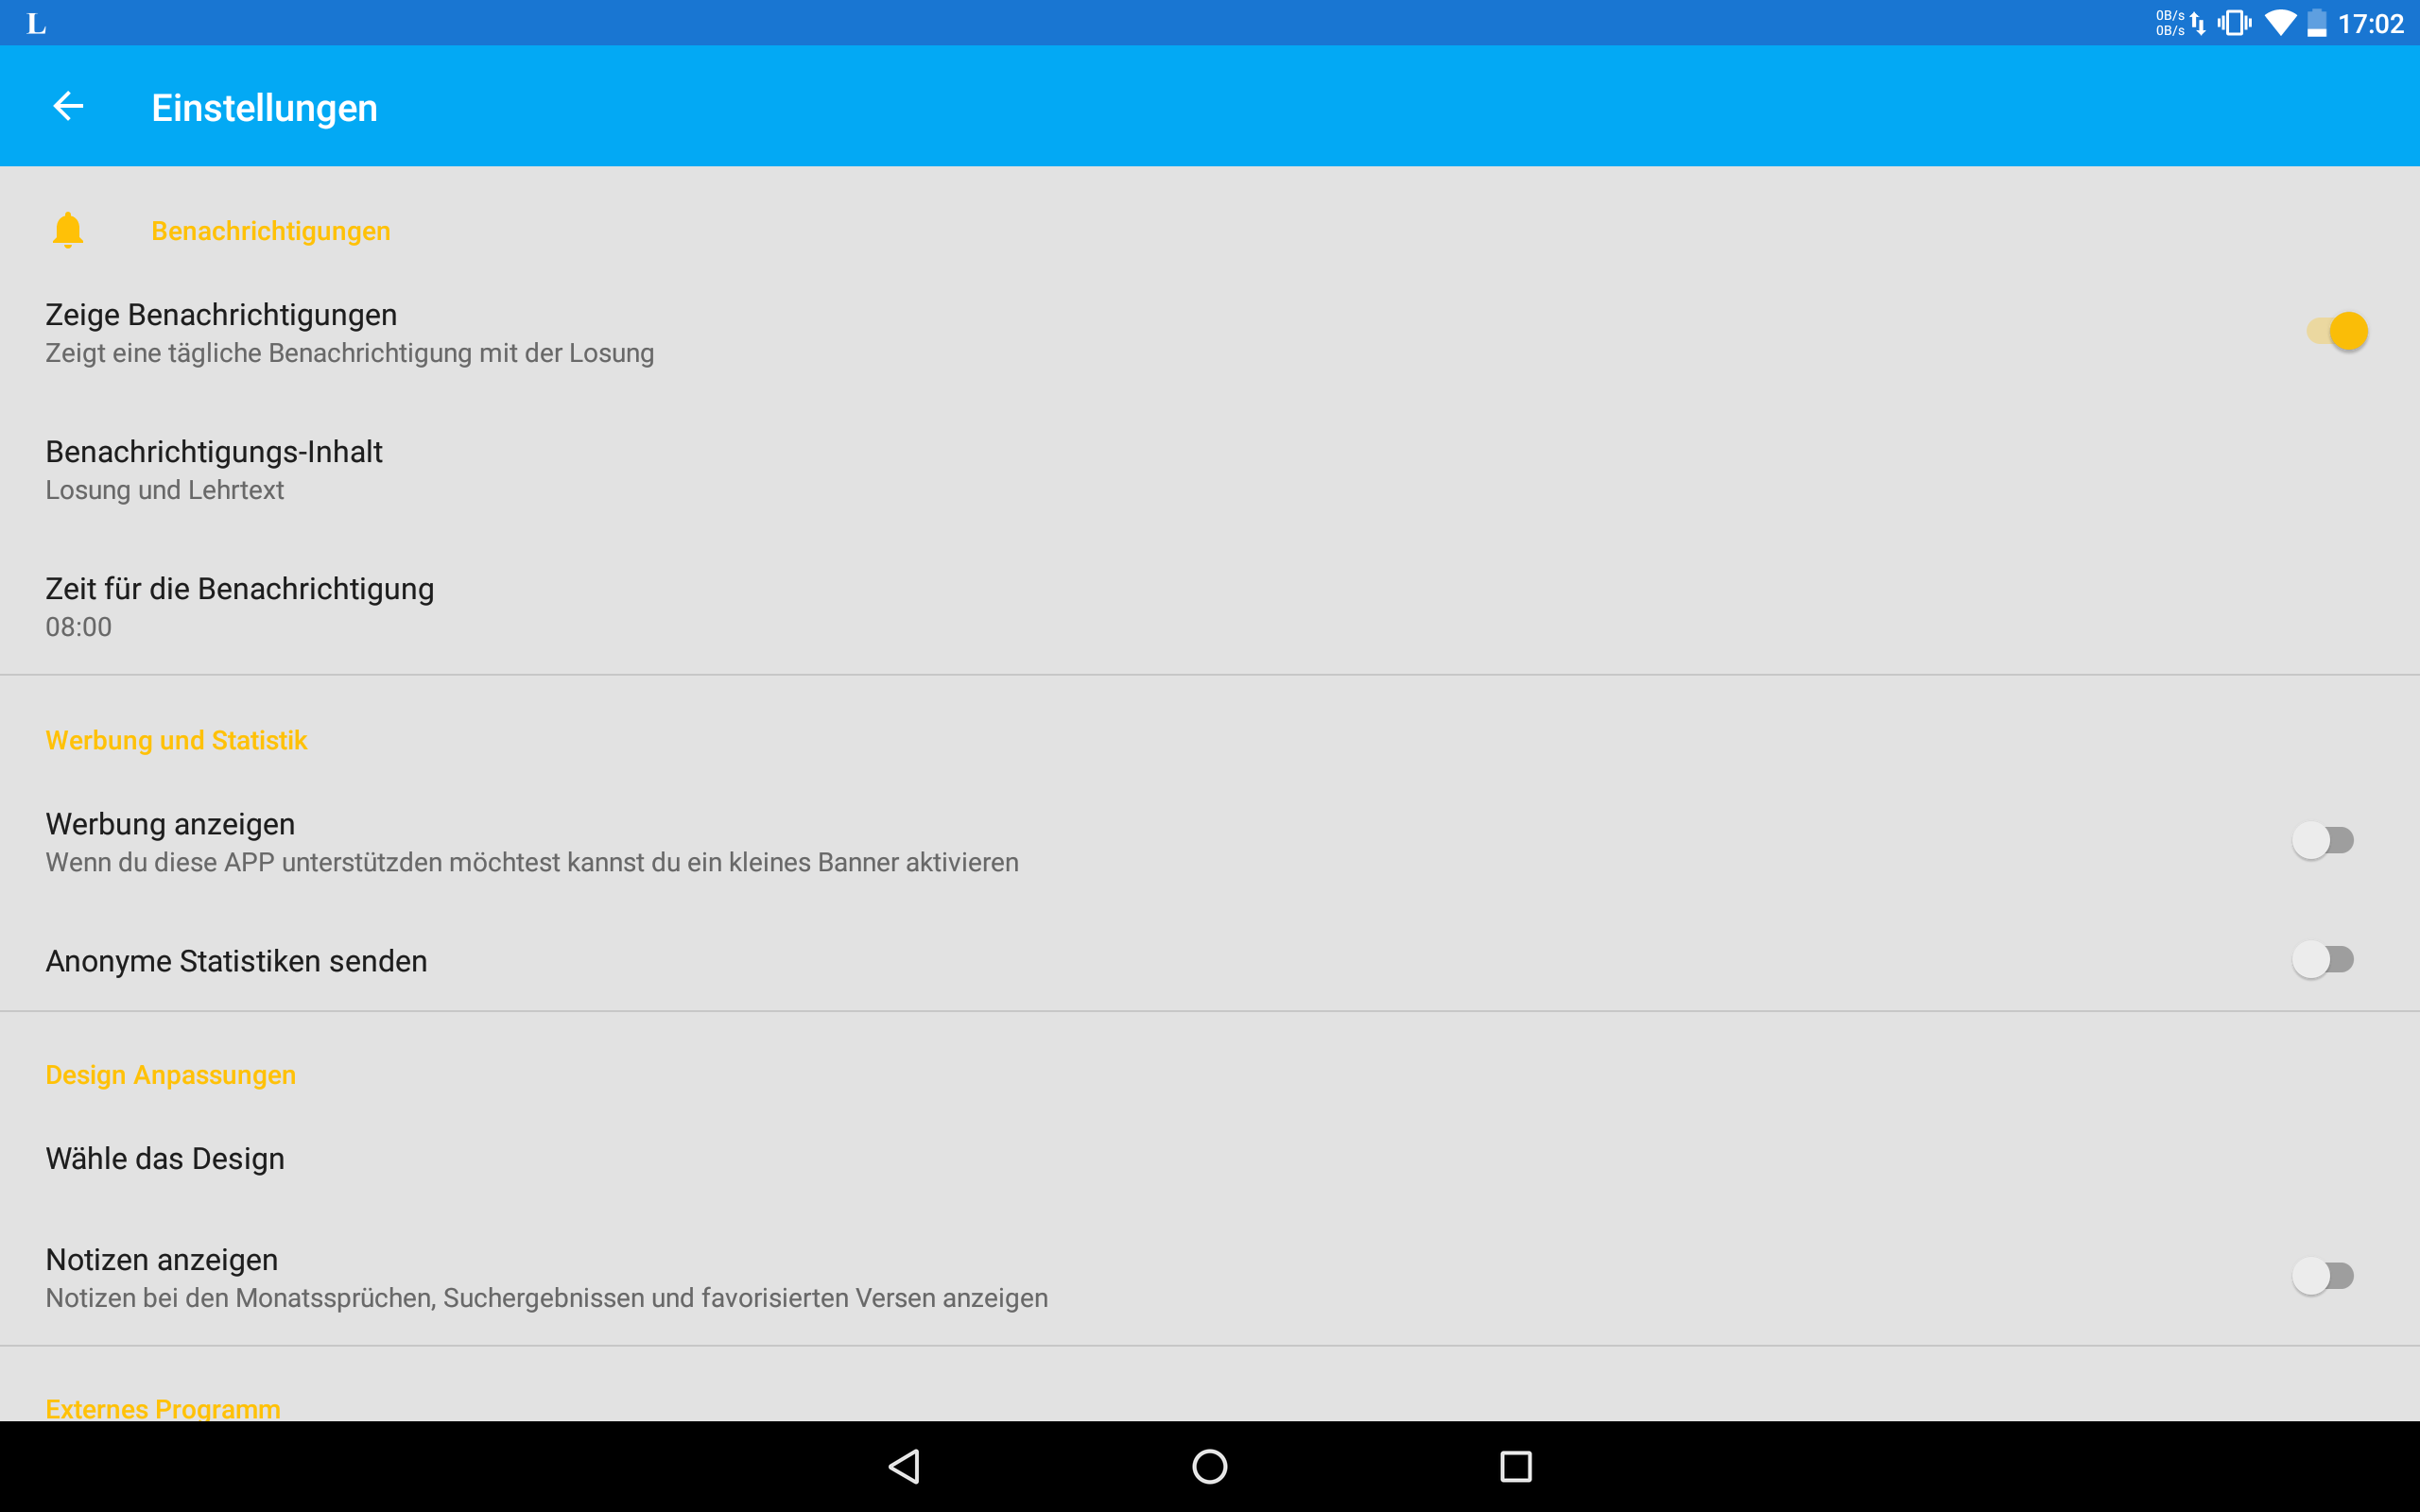 L
0B/s
0B/s
17:02
Einstellungen
Benachrichtigungen
Zeige Benachrichtigungen
Zeigt eine tägliche Benachrichtigung mit der Losung
Benachrichtigungs-Inhalt
Losung und Lehrtext
Zeit für die Benachrichtigung
08:00
Werbung und Statistik
Werbung anzeigen
Wenn du diese APP unterstützden möchtest kannst du ein kleines Banner aktivieren
Anonyme Statistiken senden
Design Anpassungen
Wähle das Design
Notizen anzeigen
Notizen bei den Monatssprüchen, Suchergebnissen und favorisierten Versen anzeigen
Externes Programm